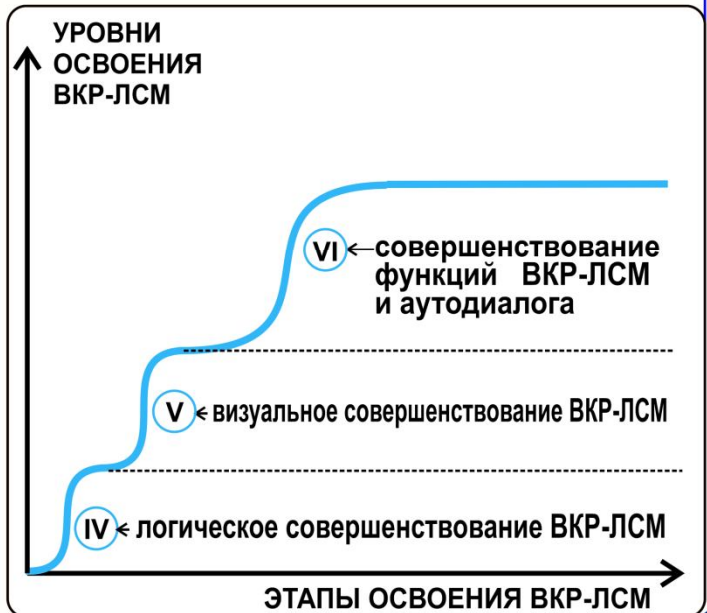 УРОВНИ
ОСВОЕНИЯ
ВКР-ЛСМ
VI совершенствование
функций ВКР-ЛСМ
и аутодиалога
V визуальное совершенствование ВКР-ЛСМ
IV логическое совершенствование ВКР-ЛСМ
ЭТАПЫ ОСВОЕНИЯ ВКР-ЛСМ